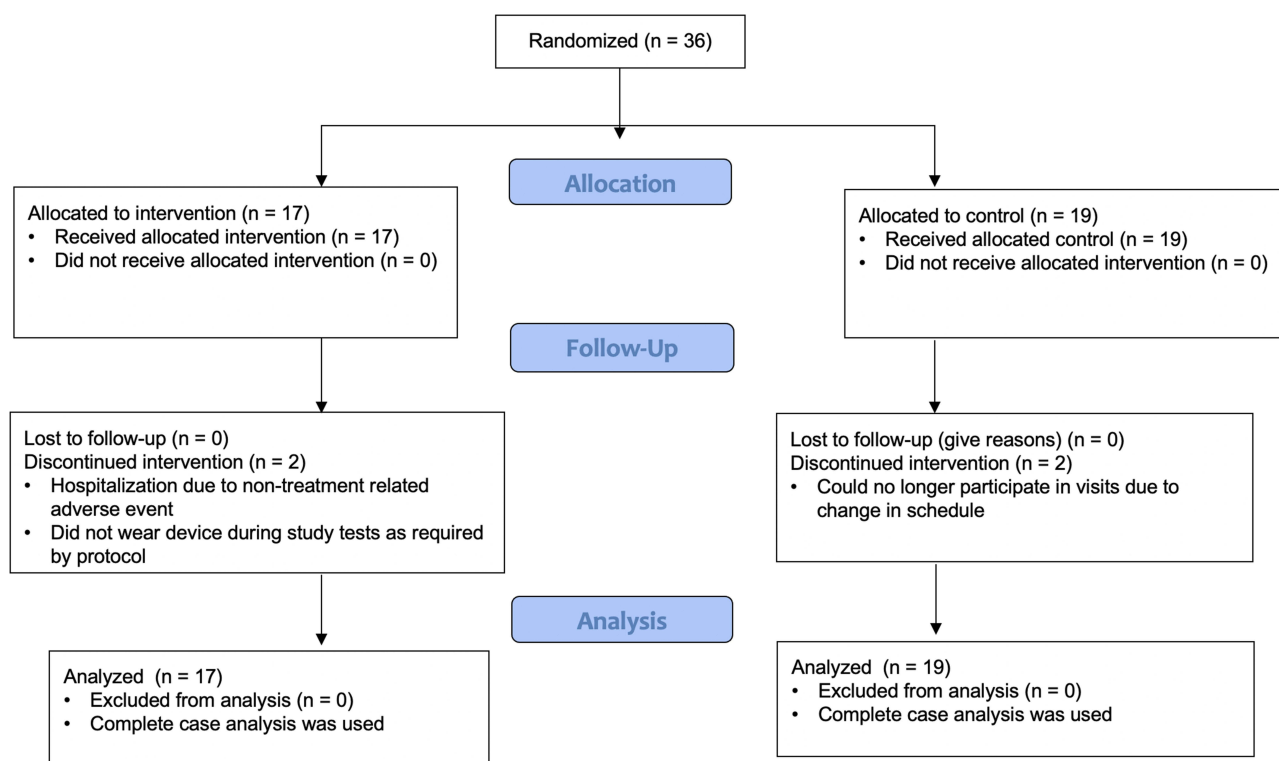 Randomized (n = 36)
Allocation
Allocated to intervention (n = 17)
• Received allocated intervention (n = 17)
• Did not receive allocated intervention (n = 0)
Allocated to control (n = 19)
• Received allocated control (n = 19)
• Did not receive allocated intervention (n = 0)
Follow-Up
Lost to follow-up (n = 0)
Discontinued intervention (n = 2)
• Hospitalization due to non-treatment related
adverse event
• Did not wear device during study tests as required
by protocol
Lost to follow-up (give reasons) (n = 0)
Discontinued intervention (n = 2)
• Could no longer participate in visits due to
change in schedule
Analysis
Analyzed (n = 17)
• Excluded from analysis (n = 0)
• Complete case analysis was used
Analyzed (n = 19)
• Excluded from analysis (n = 0)
• Complete case analysis was used